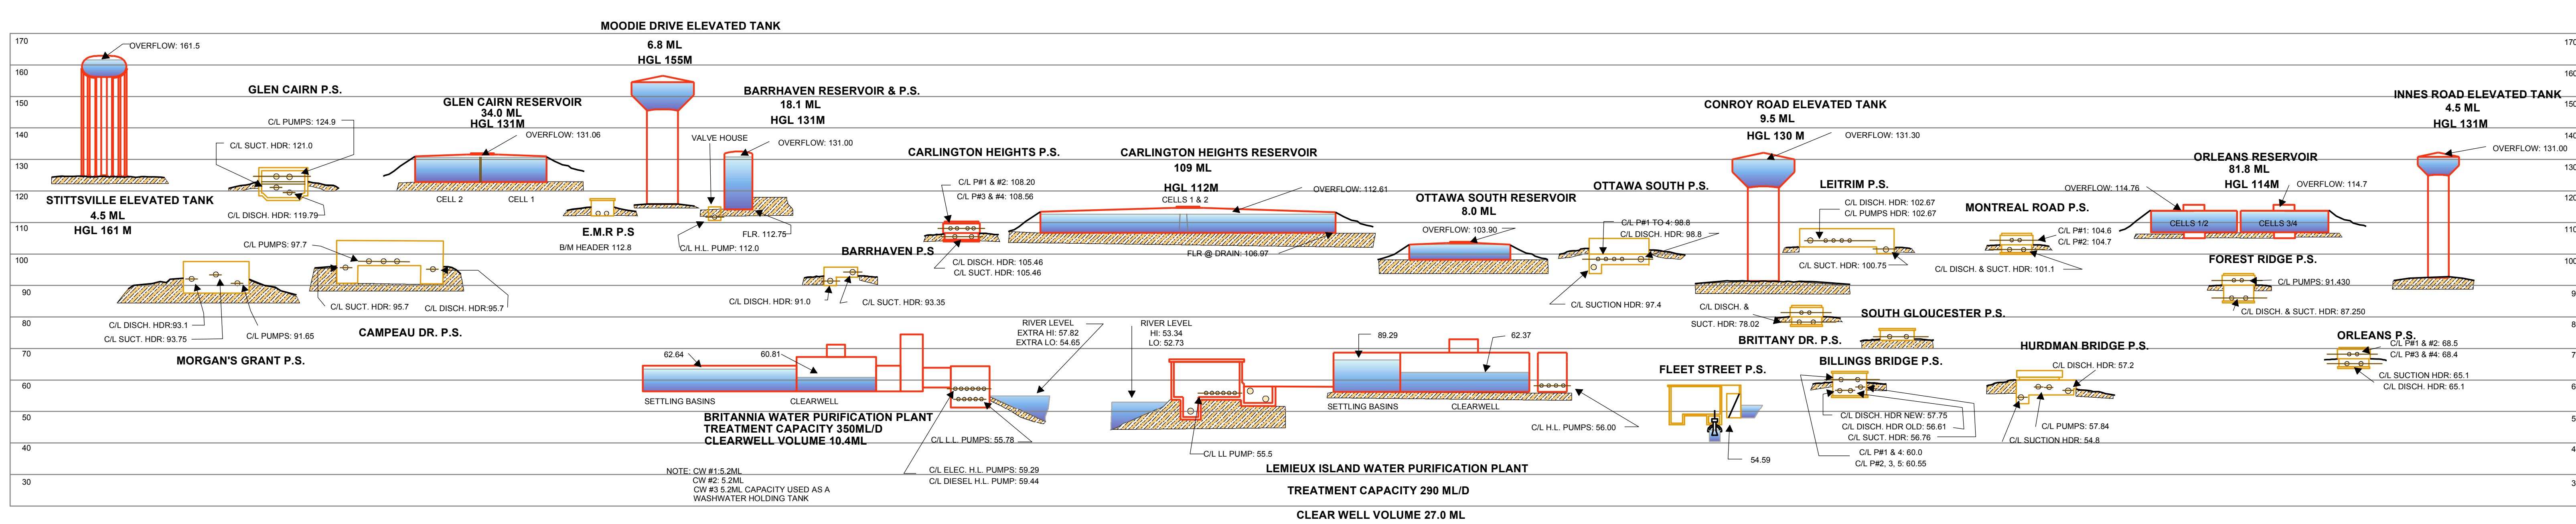 MOODIE DRIVE ELEVATED TANK
6.8 ML
HGL 155M
170
160
150
140
130
120
110
100
90
80
70
60
50
40
30
OVERFLOW: 161.5
STITTSVILLE ELEVATED TANK
4.5 ML
HGL 161 M
GLEN CAIRN P.S.
C/L PUMPS: 124.9
C/L SUCT. HDR: 121.0
C/L DISCH. HDR: 119.79
GLEN CAIRN RESERVOIR
34.0 ML
HGL 131M
OVERFLOW: 131.06
CELL 2
CELL 1
E.M.R P.S
B/M HEADER 112.8
BARRHAVEN RESERVOIR & P.S.
18.1 ML
HGL 131M
VALVE HOUSE
OVERFLOW: 131.00
FLR. 112.75
C/L H.L. PUMP: 112.0
BARRHAVEN P.S
C/L DISCH. HDR: 91.0
C/L SUCT. HDR: 93.35
C/L PUMPS: 97.7
C/L SUCT. HDR: 95.7
C/L DISCH. HDR:95.7
CAMPEAU DR. P.S.
C/L DISCH. HDR:93.1
C/L SUCT. HDR: 93.75
C/L PUMPS: 91.65
MORGAN'S GRANT P.S.
CARLINGTON HEIGHTS P.S.
C/L P#1 & #2: 108.20
C/L P#3 & #4: 108.56
C/L DISCH. HDR: 105.46
C/L SUCT. HDR: 105.46
CARLINGTON HEIGHTS RESERVOIR
109 ML
HGL 112M
CELLS 1 & 2
OVERFLOW: 112.61
FLR @ DRAIN: 106.97
OTTAWA SOUTH RESERVOIR
8.0 ML
OVERFLOW: 103.90
OTTAWA SOUTH P.S.
C/L P#1 TO 4: 98.8
C/L DISCH. HDR: 98.8
C/L SUCTION HDR: 97.4
CONROY ROAD ELEVATED TANK
9.5 ML
HGL 130 M
OVERFLOW: 131.30
LEITRIM P.S.
C/L DISCH. HDR: 102.67
C/L PUMPS HDR: 102.67
C/L SUCT. HDR: 100.75
MONTREAL ROAD P.S.
C/L P#1: 104.6
C/L P#2: 104.7
C/L DISCH. & SUCT. HDR: 101.1
ORLEANS RESERVOIR
81.8 ML
HGL 114M
OVERFLOW: 114.76
OVERFLOW: 114.7
CELLS 1/2
CELLS 3/4
FOREST RIDGE P.S.
C/L PUMPS: 91.430
C/L DISCH. & SUCT. HDR: 87.250
INNES ROAD ELEVATED TANK
4.5 ML
HGL 131M
OVERFLOW: 131.00
C/L DISCH. &
SUCT. HDR: 78.02
BRITTANY DR. P.S.
SOUTH GLOUCESTER P.S.
ORLEANS P.S.
C/L P#1 & #2: 68.5
C/L P#3 & #4: 68.4
C/L SUCTION HDR: 65.1
C/L DISCH. HDR: 65.1
62.64
60.81
SETTLING BASINS
CLEARWELL
BRITANNIA WATER PURIFICATION PLANT
TREATMENT CAPACITY 350ML/D
CLEARWELL VOLUME 10.4ML
NOTE: CW #1:5.2ML
CW #2: 5.2ML
CW #3 5.2ML CAPACITY USED AS A
WASHWATER HOLDING TANK
C/L L.L. PUMPS: 55.78
C/L ELEC. H.L. PUMPS: 59.29
C/L DIESEL H.L. PUMP: 59.44
RIVER LEVEL
EXTRA HI: 57.82
EXTRA LO: 54.65
RIVER LEVEL
HI: 53.34
LO: 52.73
C/L LL PUMP: 55.5
89.29
62.37
SETTLING BASINS
CLEARWELL
C/L H.L. PUMPS: 56.00
LEMIEUX ISLAND WATER PURIFICATION PLANT
TREATMENT CAPACITY 290 ML/D
CLEAR WELL VOLUME 27.0 ML
FLEET STREET P.S.
54.59
BILLINGS BRIDGE P.S.
C/L DISCH. HDR NEW: 57.75
C/L DISCH. HDR OLD: 56.61
C/L SUCT. HDR: 56.76
C/L P#1 & 4: 60.0
C/L P#2, 3, 5: 60.55
HURDMAN BRIDGE P.S.
C/L DISCH. HDR: 57.2
C/L PUMPS: 57.84
C/L SUCTION HDR: 54.8